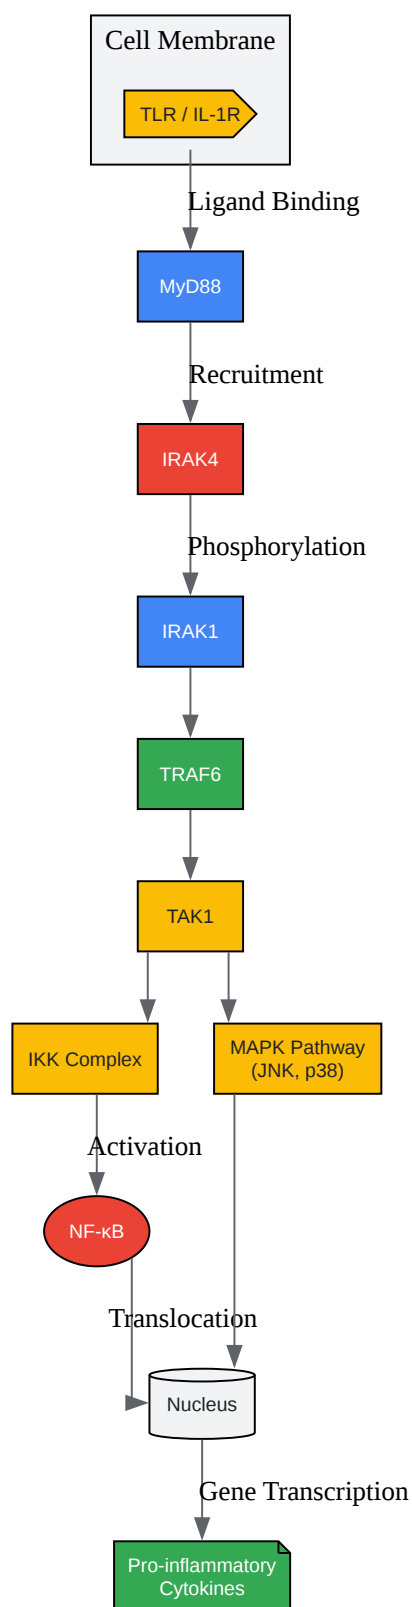 Cell Membrane
TLR / IL-1R
Ligand Binding
MyD88
Recruitment
IRAK4
Phosphorylation
IRAK1
TRAF6
TAK1
IKK Complex
MAPK Pathway
(JNK, p38)
Activation
NF-κB
Translocation
Nucleus
Gene Transcription
Pro-inflammatory
Cytokines